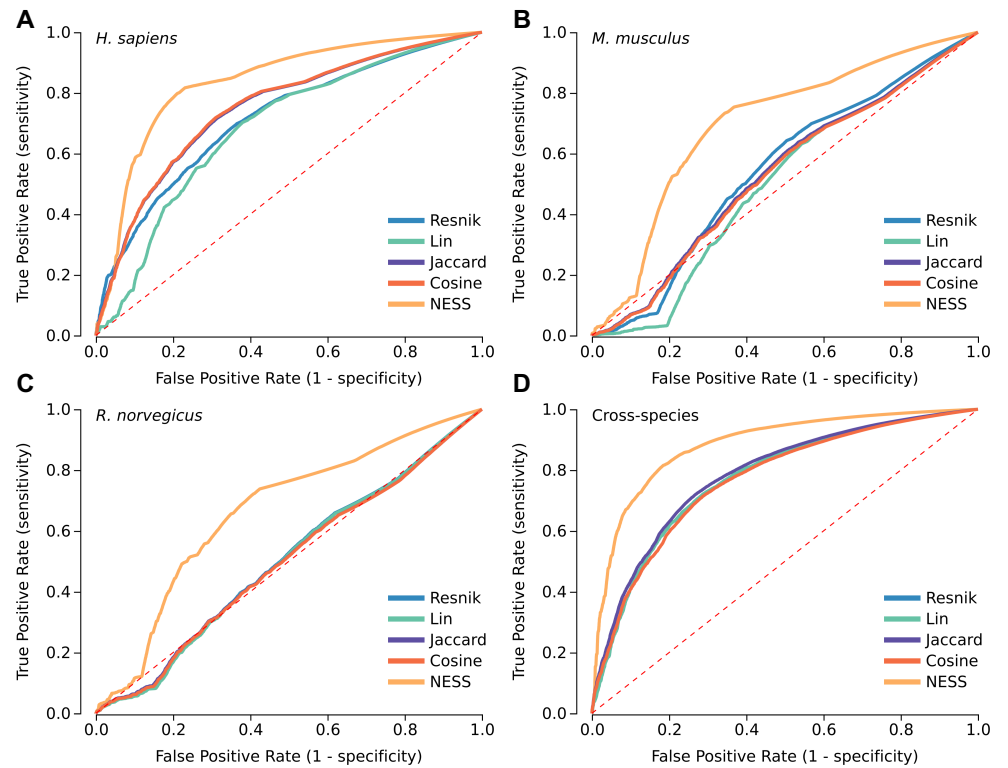 A
H. sapiens
True Positive Rate (sensitivity)
1.0
0.8
0.6
0.4
0.2
0.0
0.0 0.2 0.4 0.6 0.8 1.0
False Positive Rate (1 - specificity)
Resnik
Lin
Jaccard
Cosine
NESS
B
M. musculus
True Positive Rate (sensitivity)
1.0
0.8
0.6
0.4
0.2
0.0
0.0 0.2 0.4 0.6 0.8 1.0
False Positive Rate (1 - specificity)
Resnik
Lin
Jaccard
Cosine
NESS
C
R. norvegicus
True Positive Rate (sensitivity)
1.0
0.8
0.6
0.4
0.2
0.0
0.0 0.2 0.4 0.6 0.8 1.0
False Positive Rate (1 - specificity)
Resnik
Lin
Jaccard
Cosine
NESS
D
Cross-species
True Positive Rate (sensitivity)
1.0
0.8
0.6
0.4
0.2
0.0
0.0 0.2 0.4 0.6 0.8 1.0
False Positive Rate (1 - specificity)
Resnik
Lin
Jaccard
Cosine
NESS